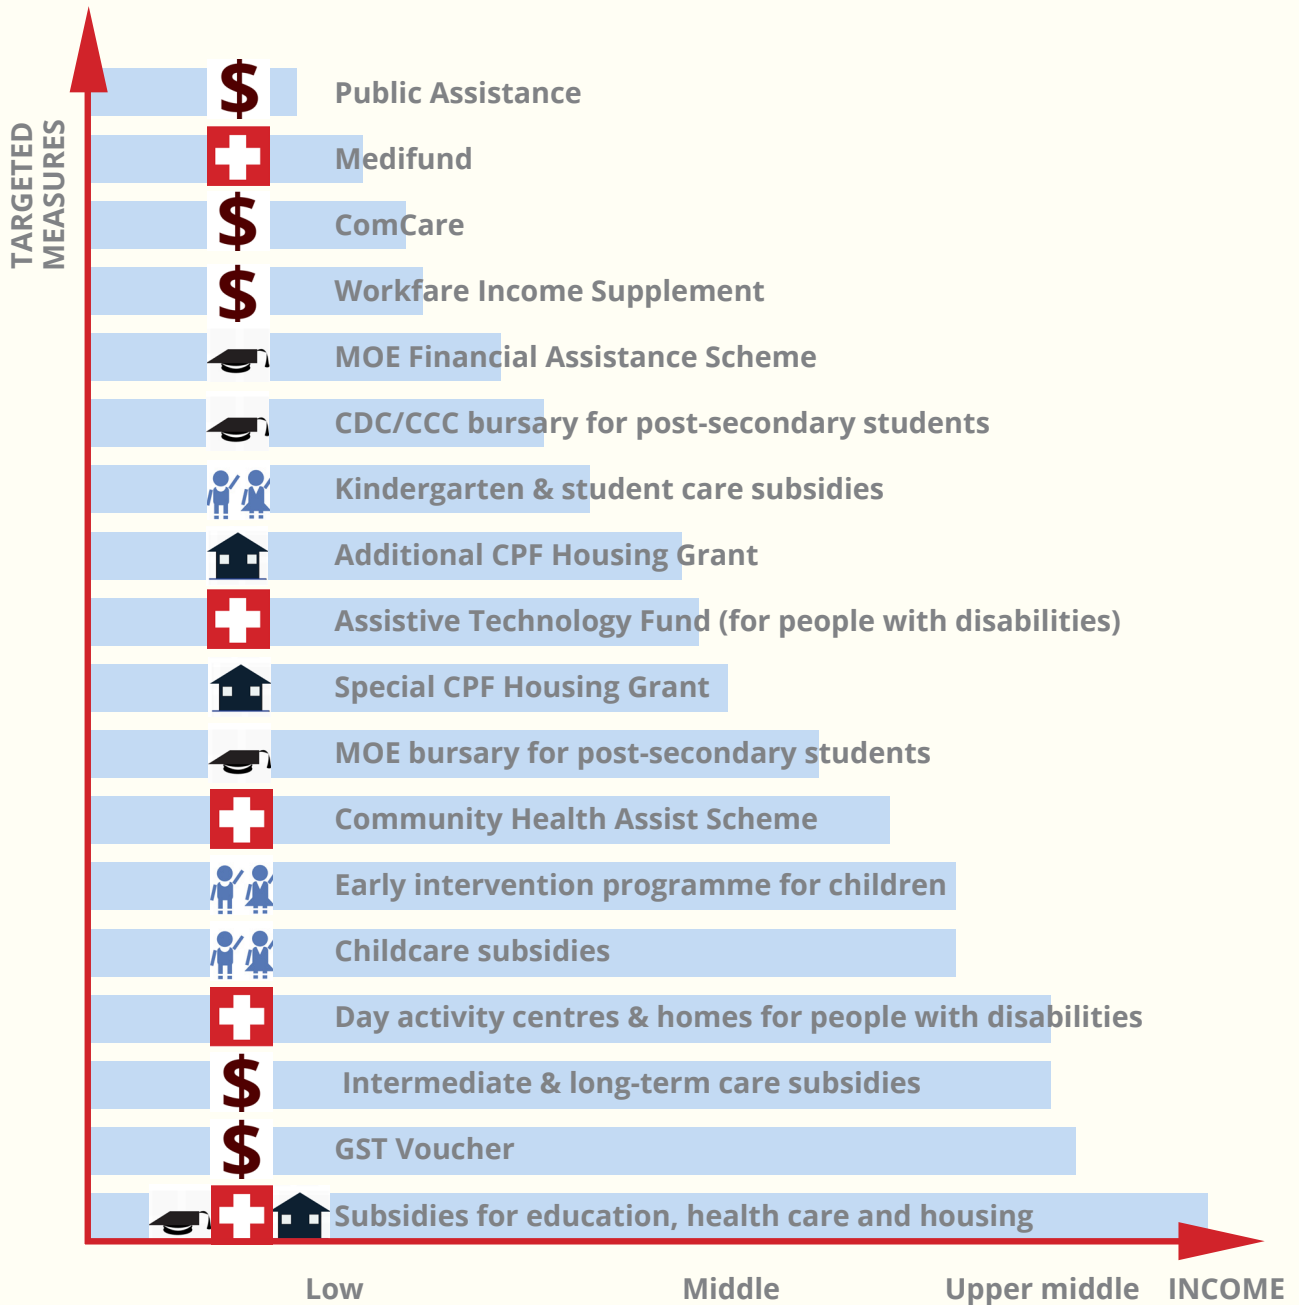 TARGETED
MEASURES
$ Public Assistance
Medifund
$ ComCare
$ Workfare Income Supplement
MOE Financial Assistance Scheme
CDC/CCC bursary for post-secondary students
Kindergarten & student care subsidies
Additional CPF Housing Grant
Assistive Technology Fund (for people with disabilities)
Special CPF Housing Grant
MOE bursary for post-secondary students
Community Health Assist Scheme
Early intervention programme for children
Childcare subsidies
Day activity centres & homes for people with disabilities
$ Intermediate & long-term care subsidies
$ GST Voucher
Subsidies for education, health care and housing
Low Middle Upper middle INCOME